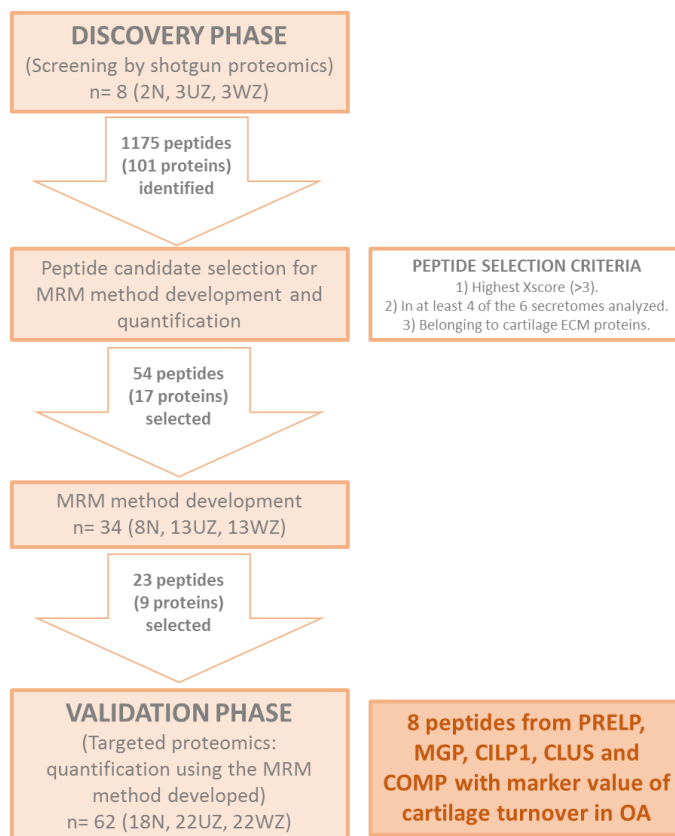 DISCOVERY PHASE
(Screening by shotgun proteomics)
n= 8 (2N, 3UZ, 3WZ)
1175 peptides
(101 proteins)
identified
Peptide candidate selection for
MRM method development and
quantification
PEPTIDE SELECTION CRITERIA
1) Highest Xscore (>3).
2) In at least 4 of the 6 secretomes analyzed.
3) Belonging to cartilage ECM proteins.
54 peptides
(17 proteins)
selected
MRM method development
n= 34 (8N, 13UZ, 13WZ)
23 peptides
(9 proteins)
selected
VALIDATION PHASE
(Targeted proteomics:
quantification using the MRM
method developed)
n= 62 (18N, 22UZ, 22WZ)
8 peptides from PRELP,
MGP, CILP1, CLUS and
COMP with marker value of
cartilage turnover in OA